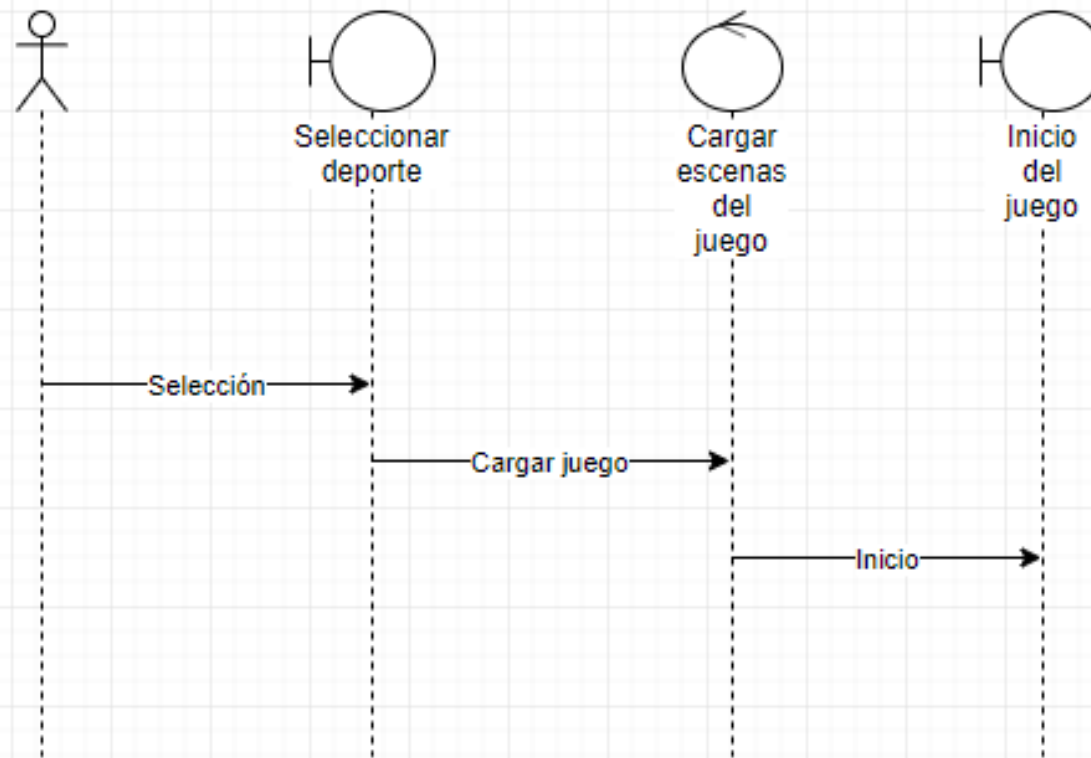 Seleccionar
deporte
Cargar
escenas
del
juego
Inicio
del
juego
Selección
Cargar juego
Inicio